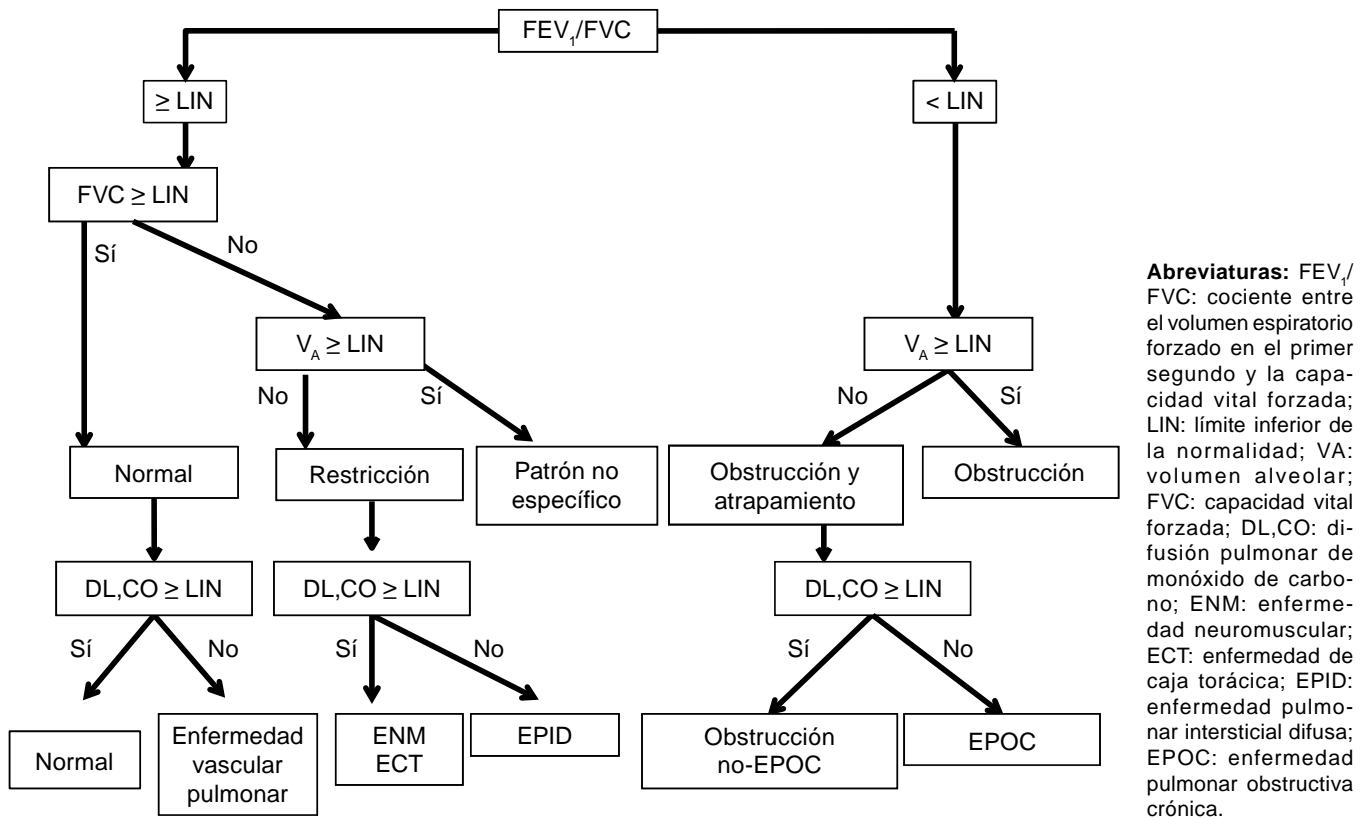 FEV₁/FVC
≥ LIN
< LIN
FVC ≥ LIN
Sí
No
V_A ≥ LIN
V_A ≥ LIN
No
Sí
No
Sí
Normal
Restricción
Patrón no
específico
Obstrucción y
atrapamiento
Obstrucción
DL,CO ≥ LIN
DL,CO ≥ LIN
DL,CO ≥ LIN
Sí
No
Sí
No
Sí
No
Normal
Enfermedad
vascular
pulmonar
ENM
ECT
EPID
Obstrucción
no-EPOC
EPOC
Abreviaturas: FEV₁/
FVC: cociente entre
el volumen espiratorio
forzado en el primer
segundo y la capa-
cidad vital forzada;
LIN: límite inferior de
la normalidad; VA:
volumen alveolar;
FVC: capacidad vital
forzada; DL,CO: di-
fusión pulmonar de
monóxido de carbo-
no; ENM: enferme-
dad neuromuscular;
ECT: enfermedad de
caja torácica; EPID:
enfermedad pulmo-
nar intersticial difusa;
EPOC: enfermedad
pulmonar obstructiva
crónica.